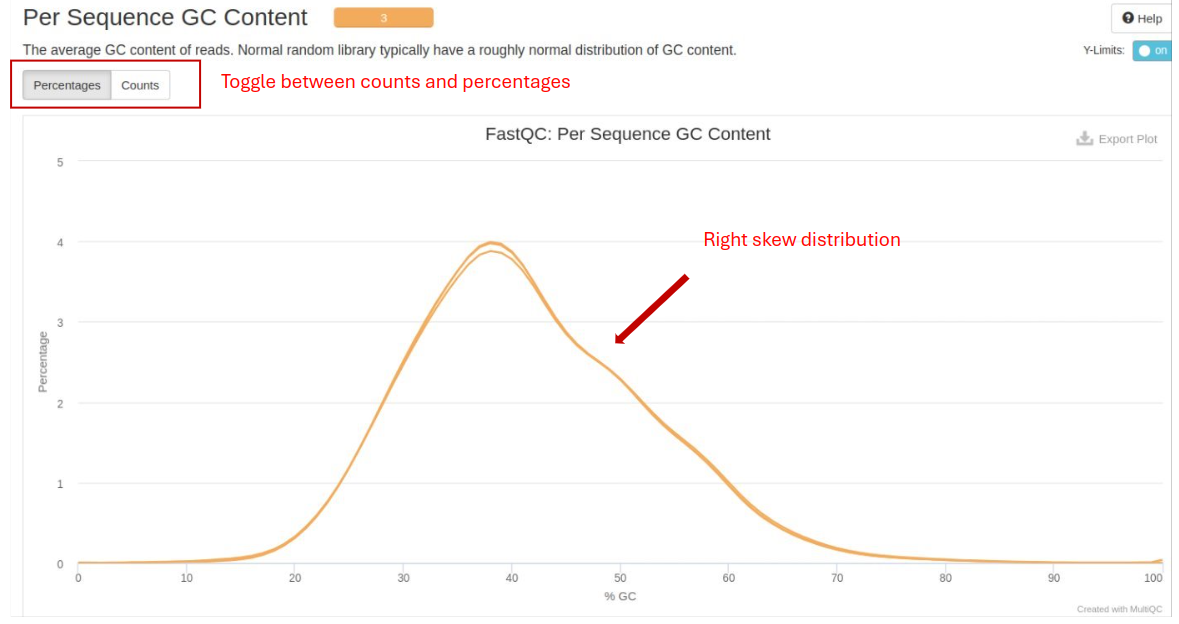 Per Sequence GC Content 3 Help
The average GC content of reads. Normal random library typically have a roughly normal distribution of GC content. Y-Limits: on
Percentages Counts Toggle between counts and percentages
FastQC: Per Sequence GC Content
Export Plot
5
4
Right skew distribution
3
Percentage
2
1
0
0 10 20 30 40 50 60 70 80 90 100
% GC
Created with MultiQC